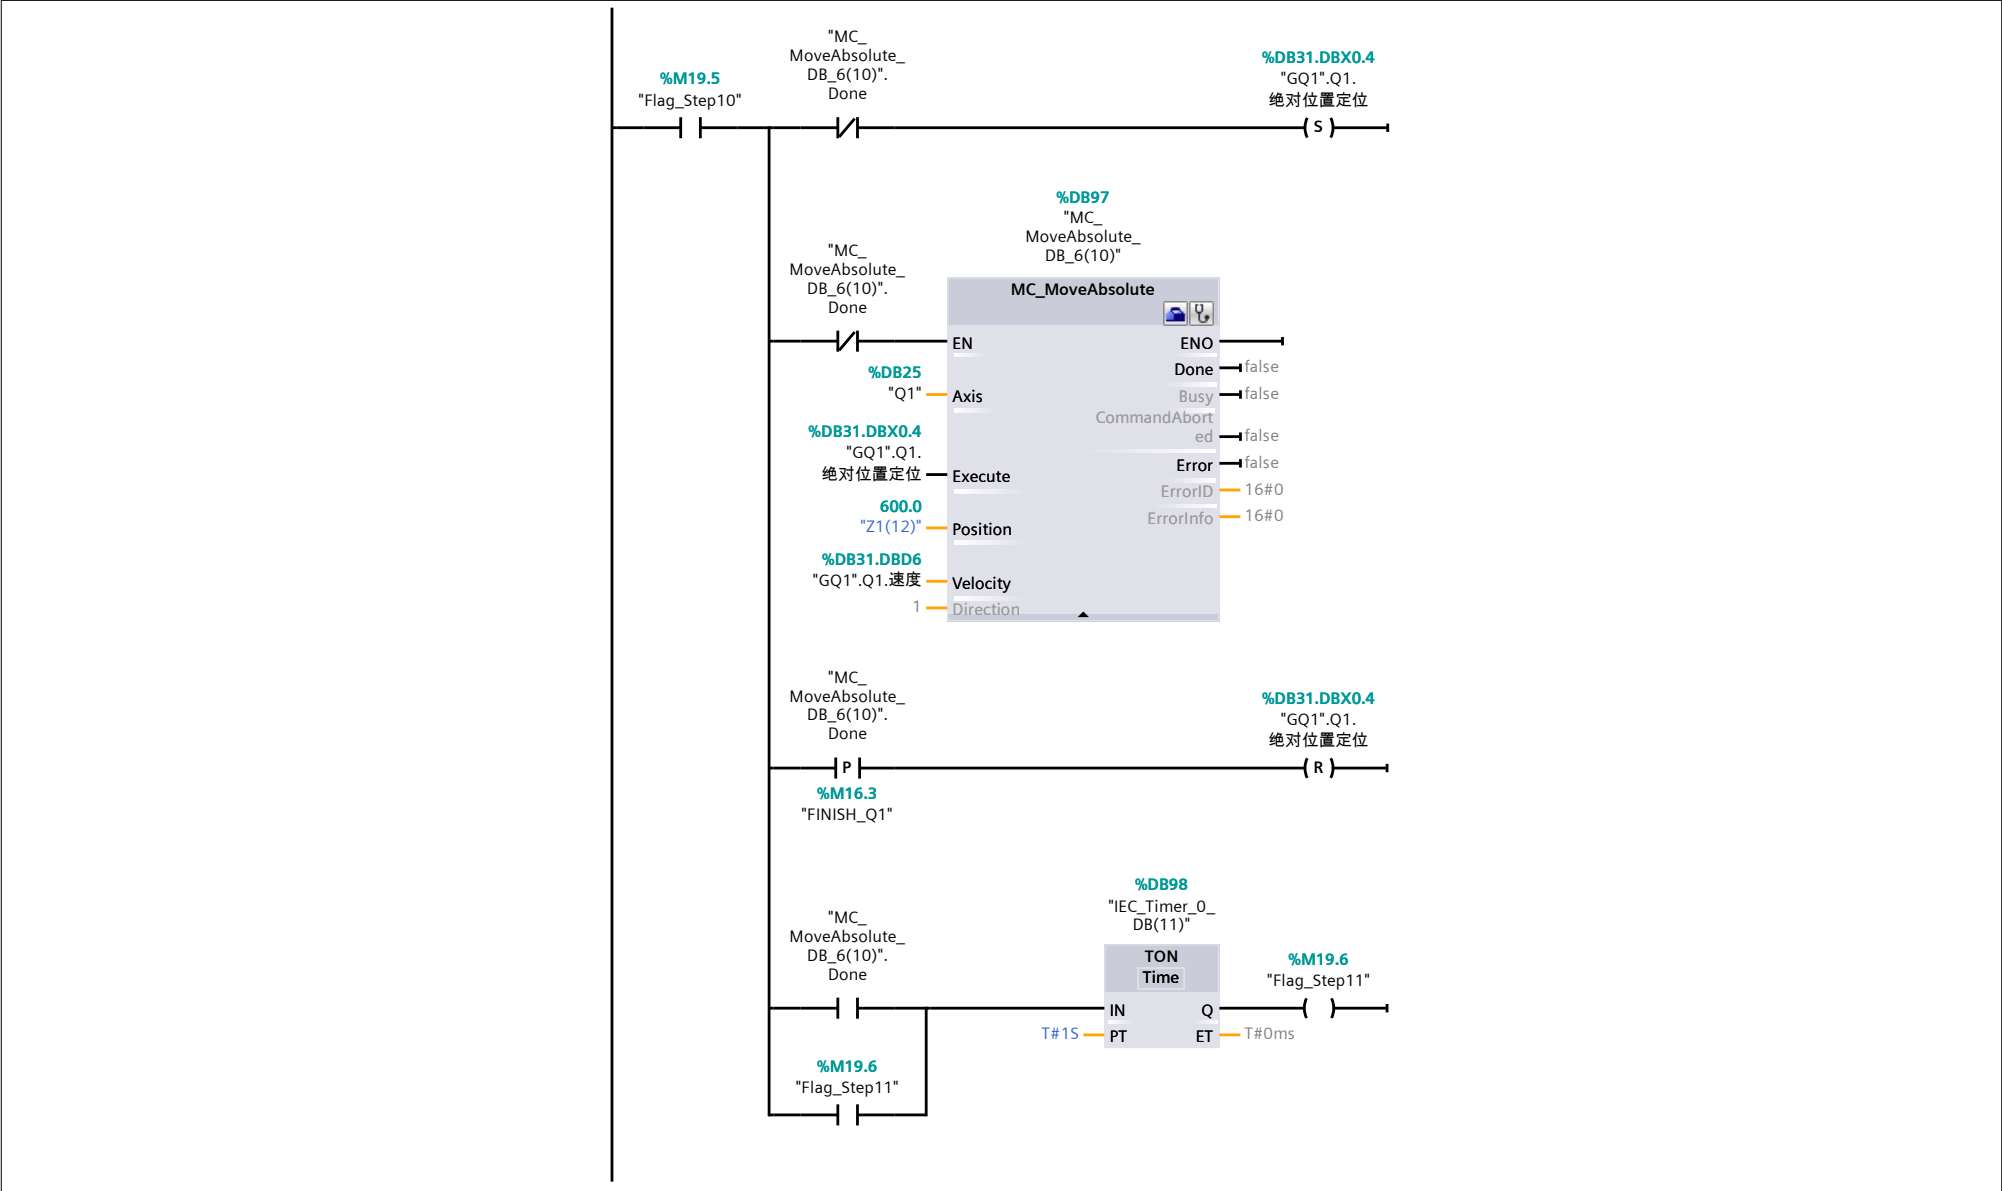 %M19.5
"Flag_Step10"
"MC_
MoveAbsolute_
DB_6(10)".
Done
%DB31.DBX0.4
"GQ1".Q1.
绝对位置定位
S
"MC_
MoveAbsolute_
DB_6(10)".
Done
%DB97
"MC_
MoveAbsolute_
DB_6(10)"
MC_MoveAbsolute
EN
ENO
%DB25
"Q1"
Axis
%DB31.DBX0.4
"GQ1".Q1.
绝对位置定位
Execute
600.0
"Z1(12)"
Position
%DB31.DBD6
"GQ1".Q1.速度
Velocity
1
Direction
Done
false
Busy
false
CommandAbort
ed
false
Error
false
ErrorID
16#0
ErrorInfo
16#0
"MC_
MoveAbsolute_
DB_6(10)".
Done
P
%M16.3
"FINISH_Q1"
%DB31.DBX0.4
"GQ1".Q1.
绝对位置定位
R
"MC_
MoveAbsolute_
DB_6(10)".
Done
%DB98
"IEC_Timer_0_
DB(11)"
TON
Time
IN
Q
T#1S
PT
ET
T#0ms
%M19.6
"Flag_Step11"
%M19.6
"Flag_Step11"